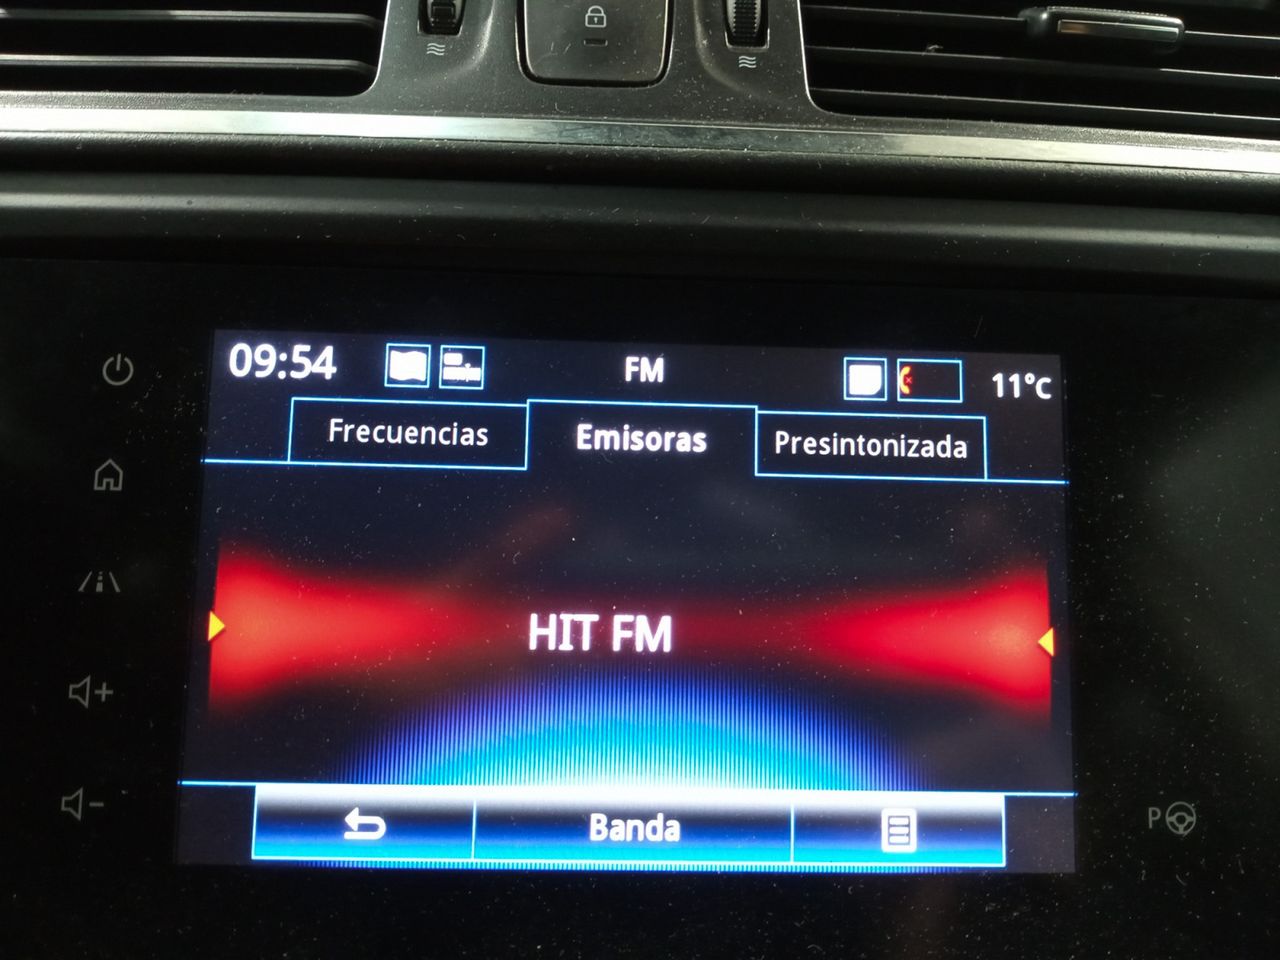 09:54
FM
11°C
Frecuencias
Emisoras
Presintonizada
HIT FM
Banda
P